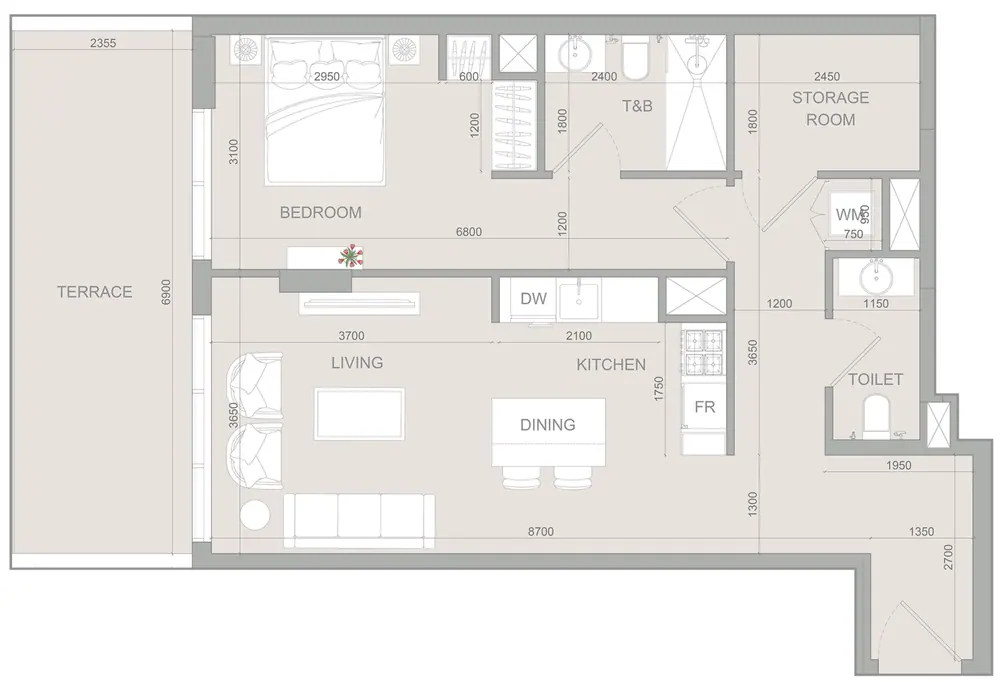 2355
2950
600
2400
2450
STORAGE
ROOM
T&B
1800
1800
1200
3100
BEDROOM
1200
WM
950
750
6800
TERRACE
6900
DW
1200
1150
3700
2100
LIVING
KITCHEN
3650
1750
TOILET
FR
3650
DINING
1950
1300
8700
1350
2700